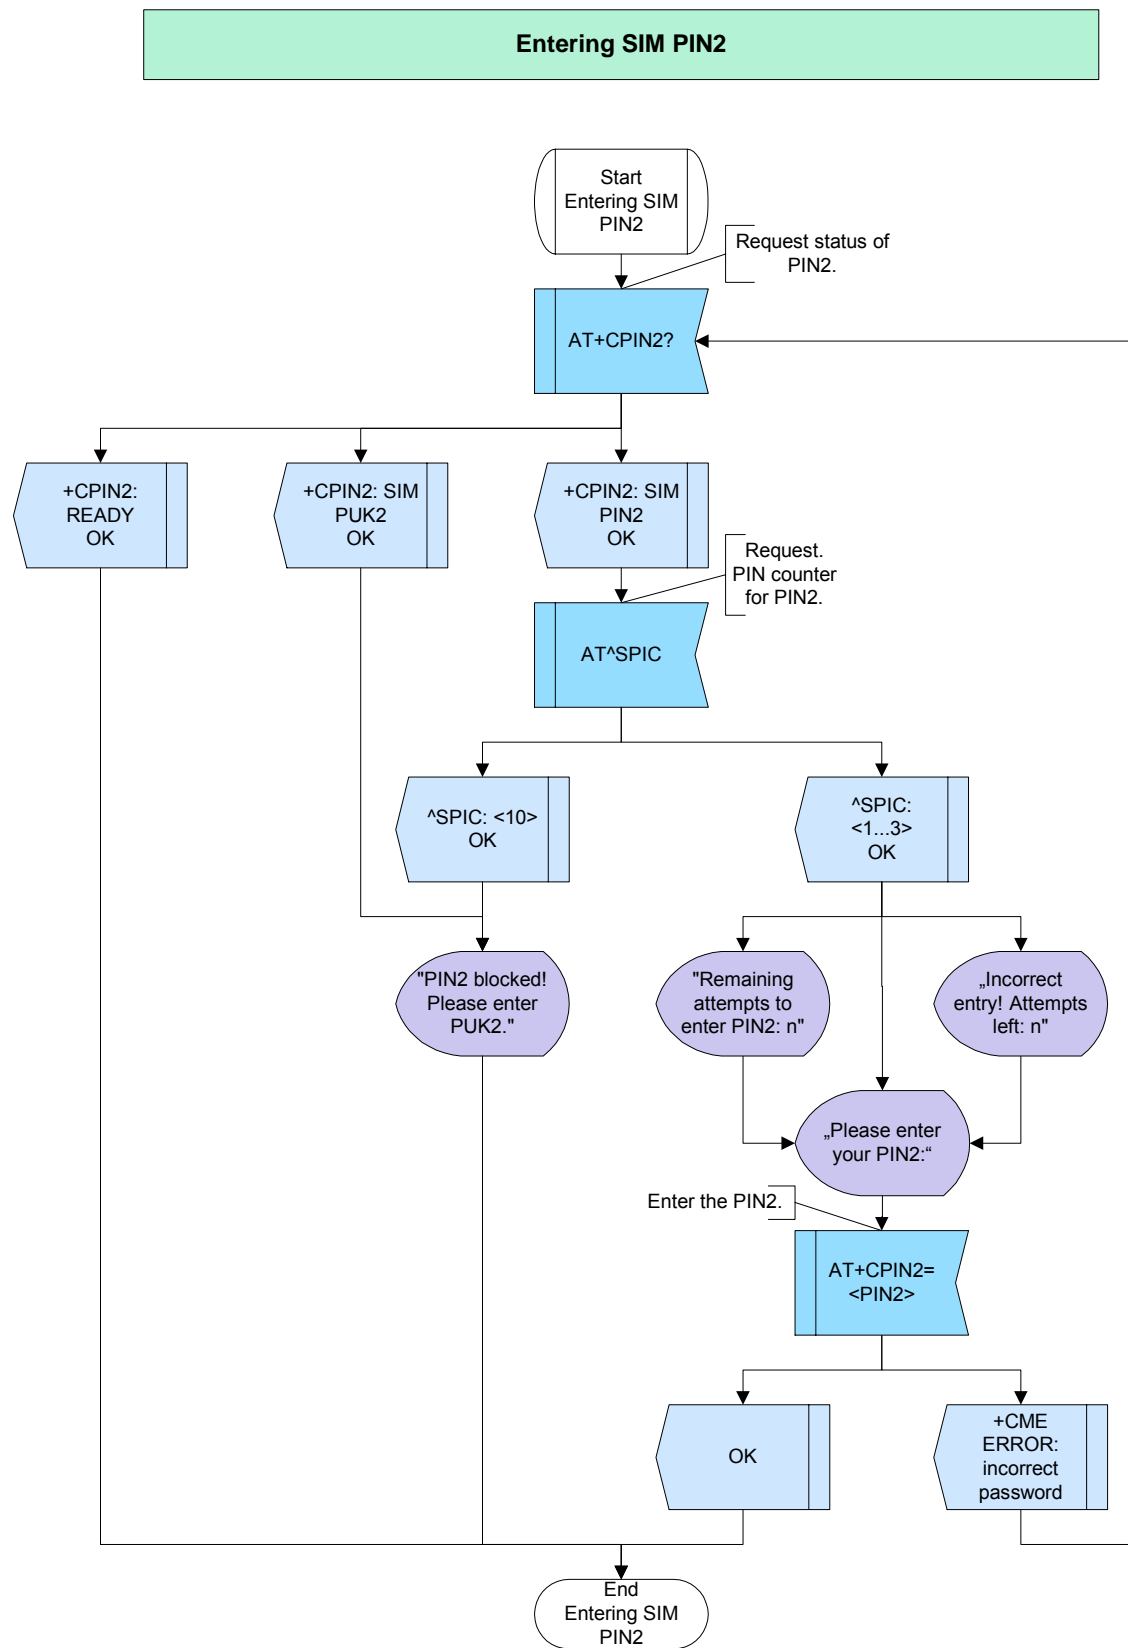 Entering SIM PIN2
Start
Entering SIM
PIN2
Request status of
PIN2.
AT+CPIN2?
+CPIN2:
READY
OK
+CPIN2: SIM
PUK2
OK
+CPIN2: SIM
PIN2
OK
Request.
PIN counter
for PIN2.
AT^SPIC
^SPIC: <10>
OK
^SPIC:
<1...3>
OK
"PIN2 blocked!
Please enter
PUK2."
"Remaining
attempts to
enter PIN2: n"
„Incorrect
entry! Attempts
left: n"
„Please enter
your PIN2:“
Enter the PIN2.
AT+CPIN2=
<PIN2>
OK
+CME
ERROR:
incorrect
password
End
Entering SIM
PIN2